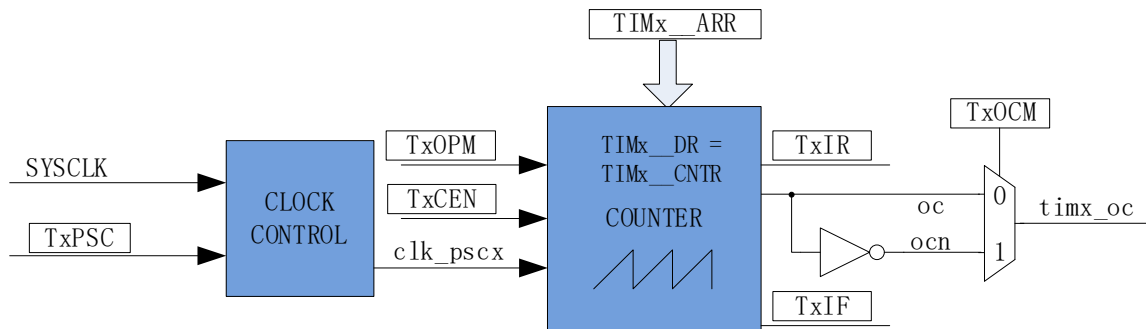 TIMx__ARR
TxOCM
TxOPM
TIMx__DR =
TIMx__CNTR
TxIR
SYSCLK
TxCEN
COUNTER
oc
0
timx_oc
CLOCK
CONTROL
TxPSC
clk_pscx
ocn
1
TxIF